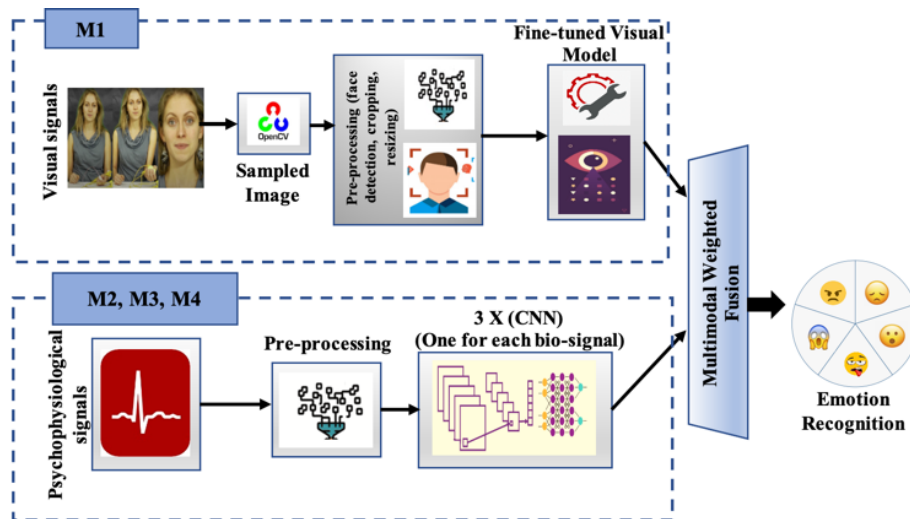 M1
Visual signals
OpenCV
Sampled
Image
Pre-processing (face
detection, cropping,
resizing)
Fine-tuned Visual
Model
M2, M3, M4
Psychophysiological
signals
Pre-processing
3 X (CNN)
(One for each bio-signal)
Multimodal Weighted
Fusion
Emotion
Recognition